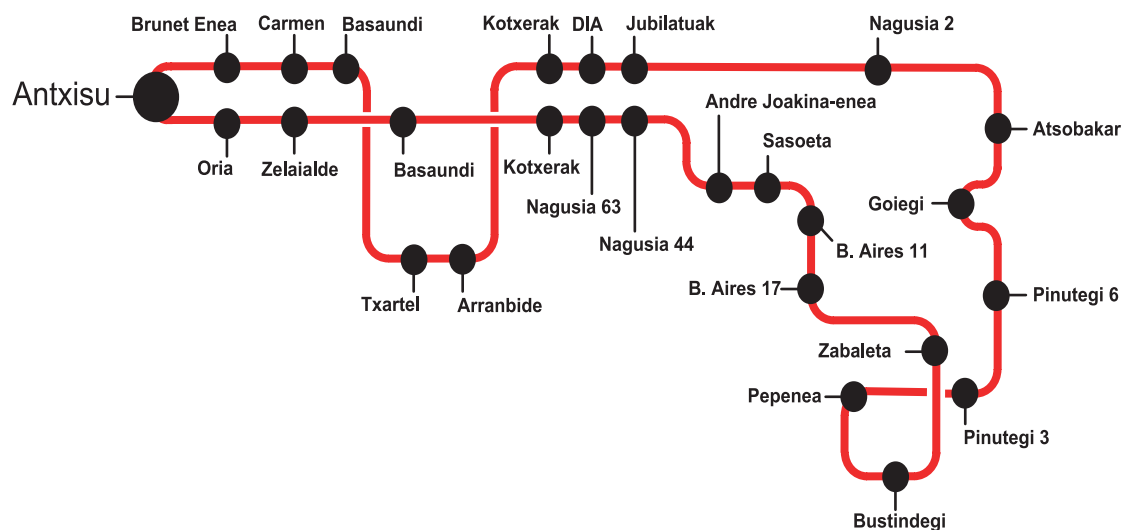 Brunet Enea
Carmen
Basaundi
Kotxerak
DIA
Jubilatuak
Nagusia 2
Antxisu
Andre Joakina-enea
Atsobakar
Sasoeta
Oria
Zelaialde
Basaundi
Kotxerak
Nagusia 63
Goiegi
Nagusia 44
B. Aires 11
Txartel
Arranbide
B. Aires 17
Pinutegi 6
Zabaleta
Pepenea
Pinutegi 3
Bustindegi